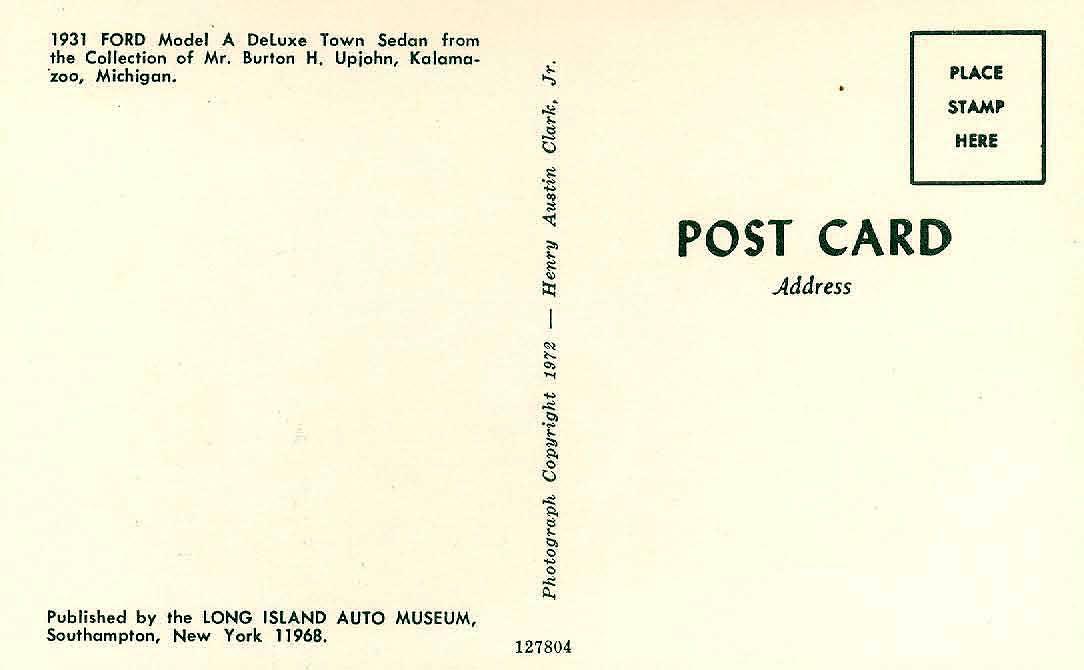 1931 FORD Model A DeLuxe Town Sedan from
the Collection of Mr. Burton H. Upjohn, Kalama-
zoo, Michigan.
Published by the LONG ISLAND AUTO MUSEUM,
Southampton, New York 11968.
Photograph Copyright 1972 — Henry Austin Clark, Jr.
127804
PLACE
STAMP
HERE
POST CARD
Address